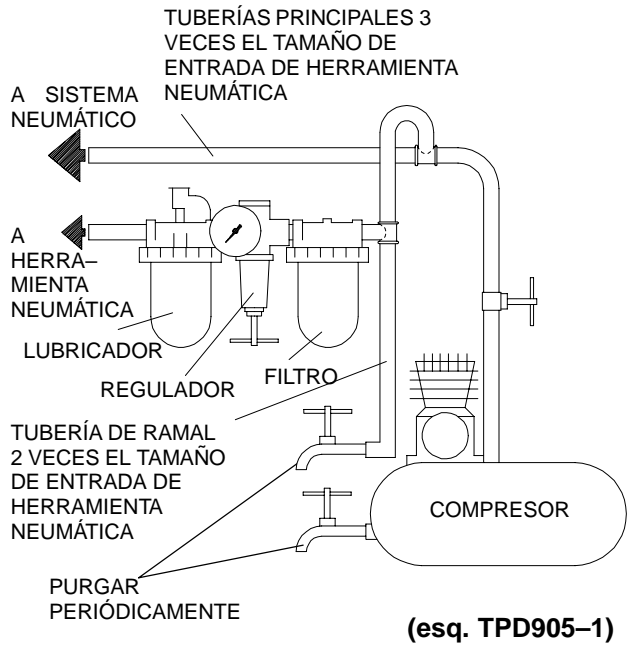 TUBERÍAS PRINCIPALES 3
VECES EL TAMAÑO DE
ENTRADA DE HERRAMIENTA
NEUMÁTICA
A SISTEMA
NEUMÁTICO
A
HERRA–
MIENTA
NEUMÁTICA
LUBRICADOR
REGULADOR
FILTRO
TUBERÍA DE RAMAL
2 VECES EL TAMAÑO
DE ENTRADA DE
HERRAMIENTA
NEUMÁTICA
COMPRESOR
PURGAR
PERIÓDICAMENTE
(esq. TPD905–1)